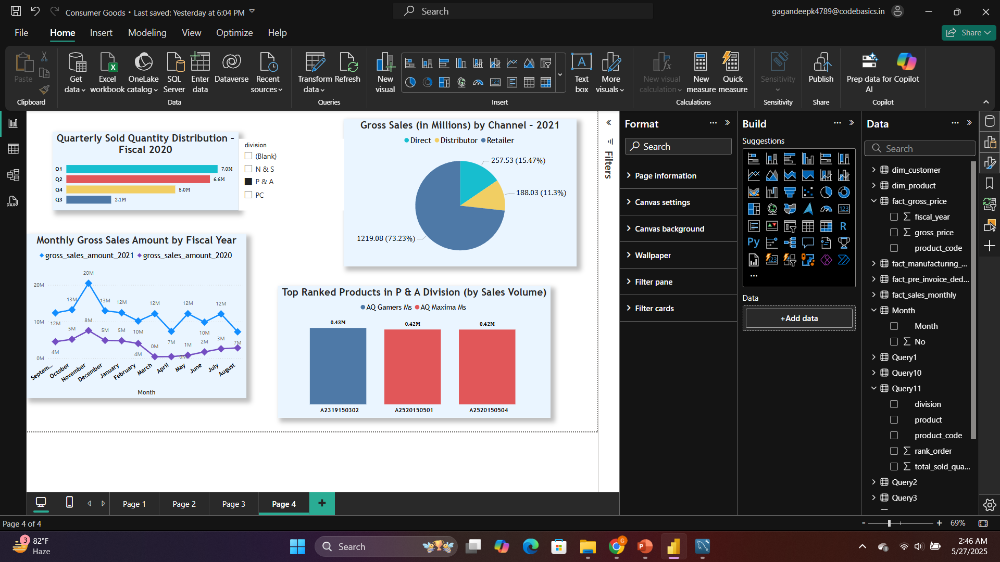 Consumer Goods • Last saved: Yesterday at 6:04 PM
Search
gagandeepk4789@codebasics.in
File
Home
Insert
Modeling
View
Optimize
Help
Share
Paste
Get data
Excel workbook
OneLake catalog
SQL Server
Enter data
Dataverse
Recent sources
Transform data
Refresh
New visual
Text box
More visuals
New visual calculation
New measure
Quick measure
Sensitivity
Publish
Prep data for AI
Copilot
Clipboard
Data
Queries
Insert
Calculations
Sensitivity
Share
Copilot
Quarterly Sold Quantity Distribution –
Fiscal 2020
Q1 7.0M
Q2 6.6M
Q4 5.0M
Q3 2.1M
division
(Blank)
N & S
P & A
PC
Gross Sales (in Millions) by Channel – 2021
Direct Distributor Retailer
257.53 (15.47%)
188.03 (11.3%)
1219.08 (73.23%)
Monthly Gross Sales Amount by Fiscal Year
gross_sales_amount_2021 gross_sales_amount_2020
20M
10M
0M
12M
13M
20M
13M
12M
10M
12M
7M
12M
10M
12M
7M
4M
5M
8M
5M
5M
4M
0M
0M
1M
2M
3M
Septem...
October
November
December
January
February
March
April
May
June
July
August
Month
Top Ranked Products in P & A Division (by Sales Volume)
AQ Gamers Ms AQ Maxima Ms
0.43M
0.42M
0.42M
A2319150302
A2520150501
A2520150504
Filters
Format
Search
Page information
Canvas settings
Canvas background
Wallpaper
Filter pane
Filter cards
Build
Suggestions
123
R
Py
123
...
Data
+Add data
Data
Search
dim_customer
dim_product
fact_gross_price
fiscal_year
gross_price
product_code
fact_manufacturing_...
fact_pre_invoice_ded...
fact_sales_monthly
Month
Month
No
Query1
Query10
Query11
division
product
product_code
rank_order
total_sold_qua...
Query2
Query3
DAX
Page 1
Page 2
Page 3
Page 4
+
Page 4 of 4
- + 69%
3
82°F
Haze
Search
G
P
2:46 AM
5/27/2025